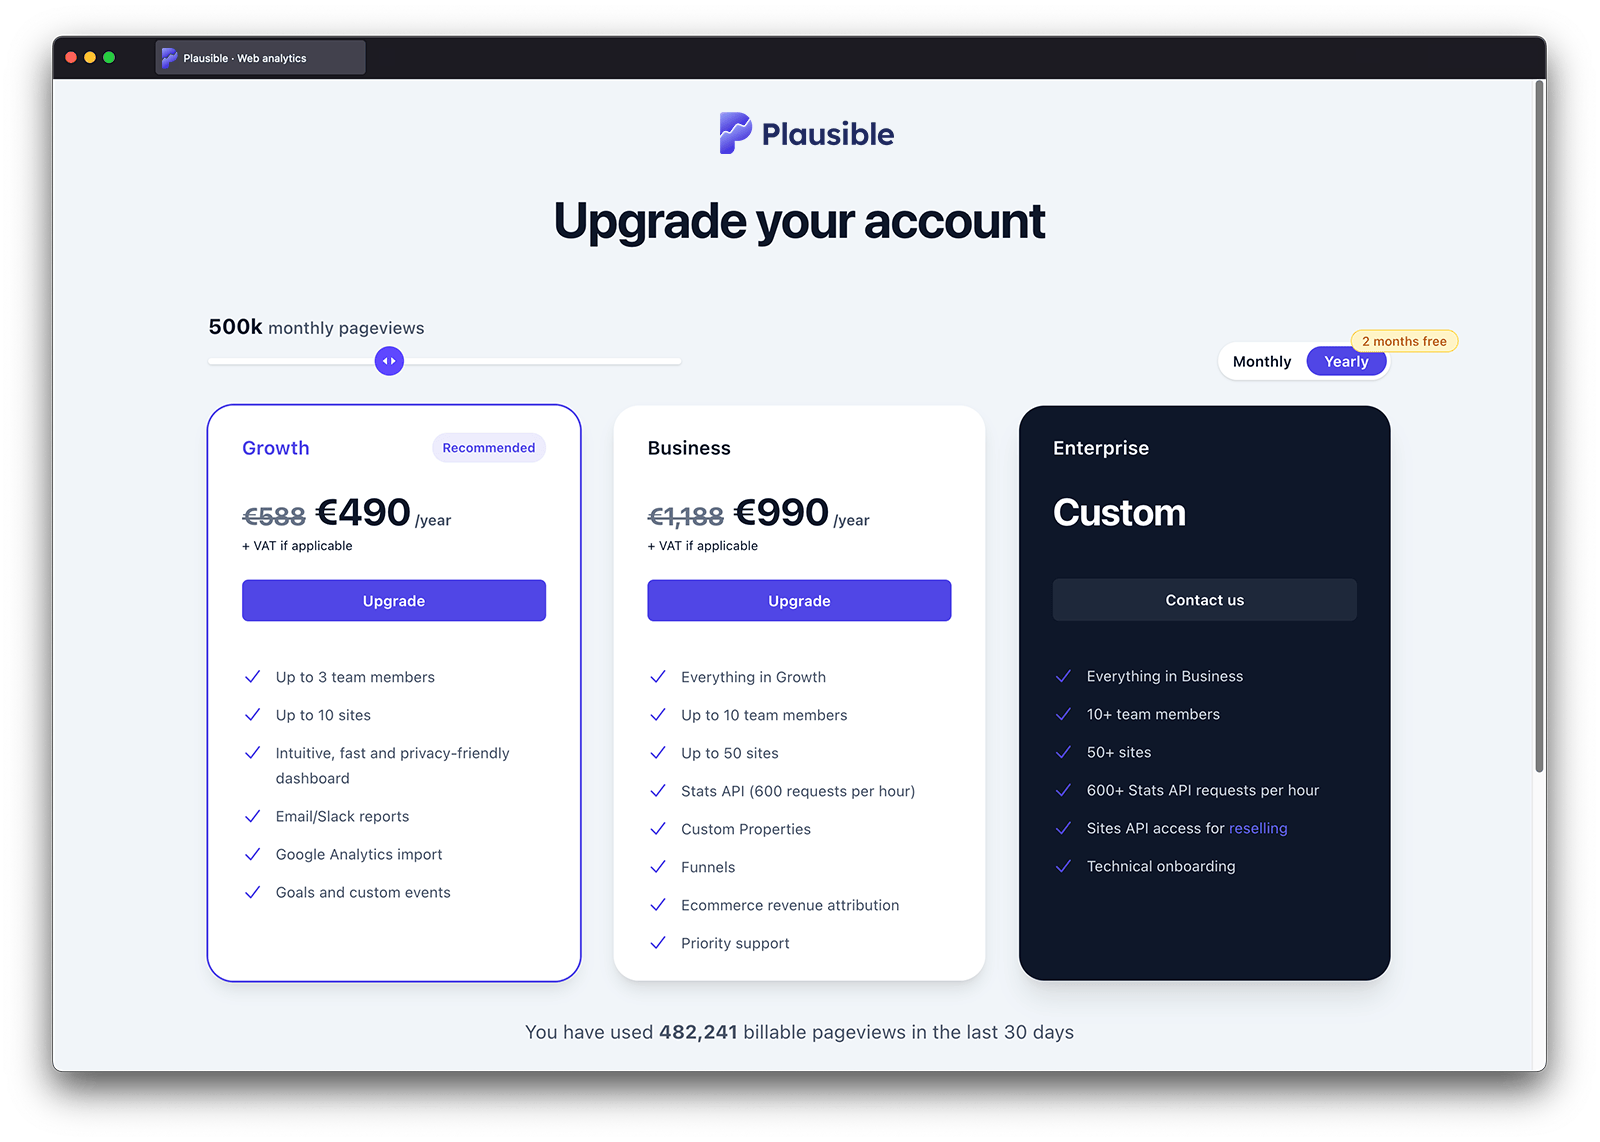 Plausible · Web analytics
Plausible
Upgrade your account
500k monthly pageviews
2 months free
Monthly
Yearly
Growth
Recommended
€588 €490 /year
+ VAT if applicable
Upgrade
Up to 3 team members
Up to 10 sites
Intuitive, fast and privacy-friendly
dashboard
Email/Slack reports
Google Analytics import
Goals and custom events
Business
€1,188 €990 /year
+ VAT if applicable
Upgrade
Everything in Growth
Up to 10 team members
Up to 50 sites
Stats API (600 requests per hour)
Custom Properties
Funnels
Ecommerce revenue attribution
Priority support
Enterprise
Custom
Contact us
Everything in Business
10+ team members
50+ sites
600+ Stats API requests per hour
Sites API access for reselling
Technical onboarding
You have used 482,241 billable pageviews in the last 30 days